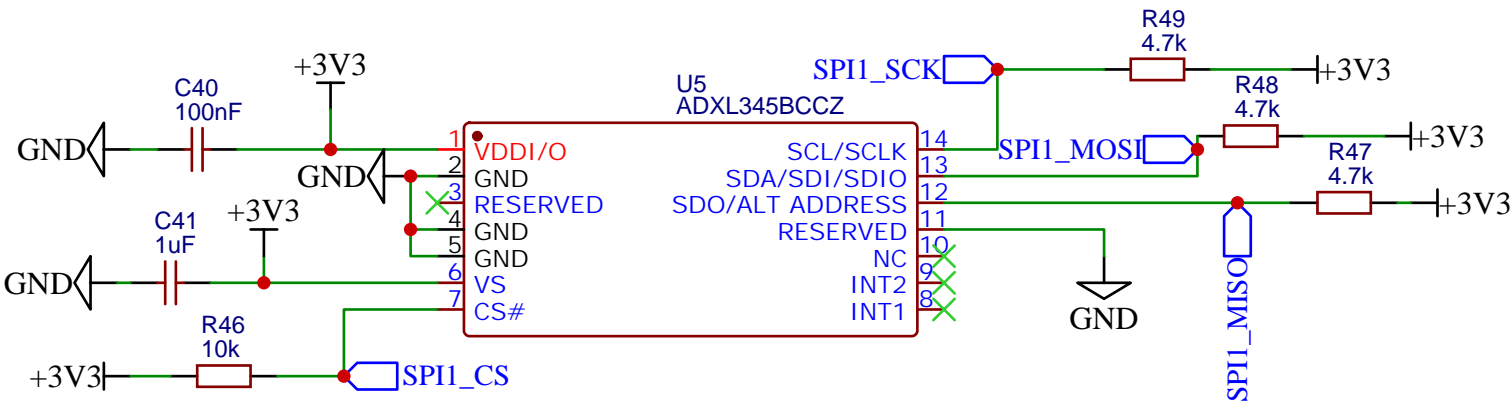 R49
4.7k
+3V3
SPI1_SCK
+3V3
C40
100nF
GND
U5
ADXL345BCCZ
R48
4.7k
+3V3
SPI1_MOSI
R47
4.7k
+3V3
SPI1_MISO
GND
1 VDDI/O
2 GND
3 RESERVED
4 GND
5 GND
6 VS
7 CS#
SCL/SCLK 14
SDA/SDI/SDIO 13
SDO/ALT ADDRESS 12
RESERVED 11
NC 10
INT2 9
INT1 8
GND
+3V3
C41
1uF
GND
R46
10k
+3V3
SPI1_CS